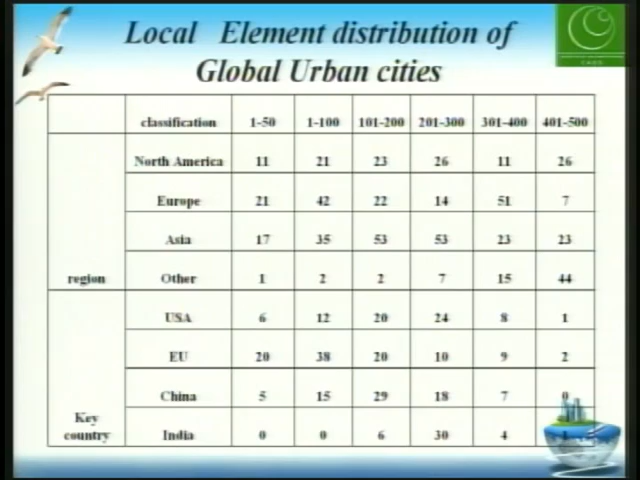 Local Element distribution of
Global Urban cities
classification 1-50 1-100 101-200 201-300 301-400 401-500
region
North America 11 21 23 26 11 26
Europe 21 42 22 14 51 7
Asia 17 35 53 53 23 23
Other 1 2 2 7 15 44
Key
country
USA 6 12 20 24 8 1
EU 20 38 20 10 9 2
China 5 15 29 18 7 0
India 0 0 6 30 4